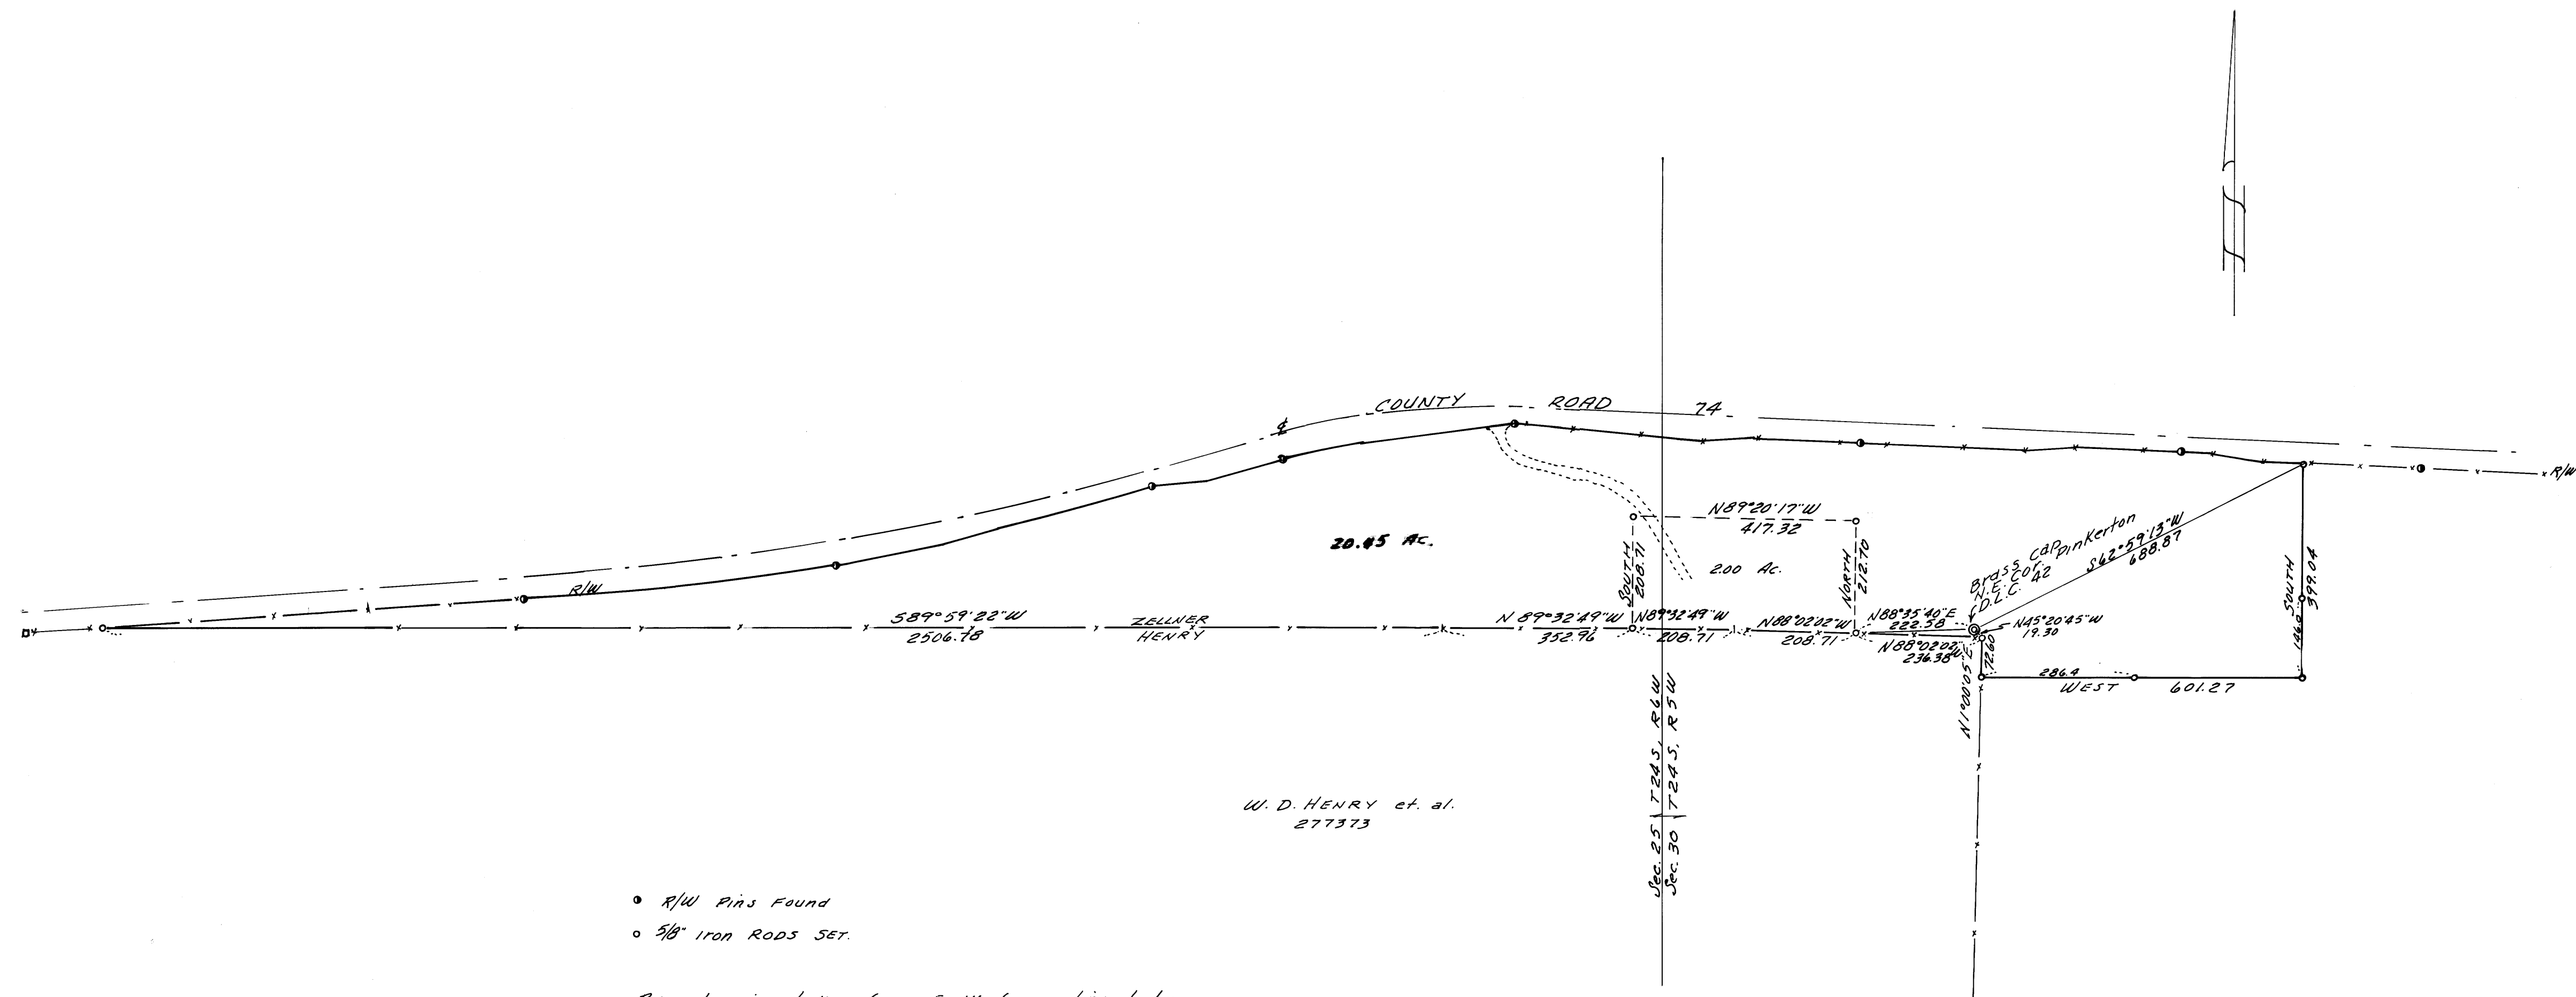 COUNTY ROAD 74
℄
R/W
R/W
N89°20'17"W
417.32
20.45 Ac.
SOUTH
208.71
2.00 Ac.
NORTH
212.70
Brass Cap Pinkerton
N.E. Cor.
D.L.C. 42
S62°59'13"W
688.87
SOUTH
399.04
146.0
S89°59'22"W
2506.78
ZELLNER
HENRY
N 89°32'49"W
352.96
N89°32'49"W
208.71
N88°02'02"W
208.71
N88°35'40"E
222.58
N88°02'02"W
236.38
N45°20'45"W
19.30
N1°00'05"E
72.60
286.4
WEST 601.27
Sec. 25 T24S, R6W
Sec. 30 T24S, R5W
W. D. HENRY et. al.
277373
R/W Pins Found
5/8" Iron RODS SET.